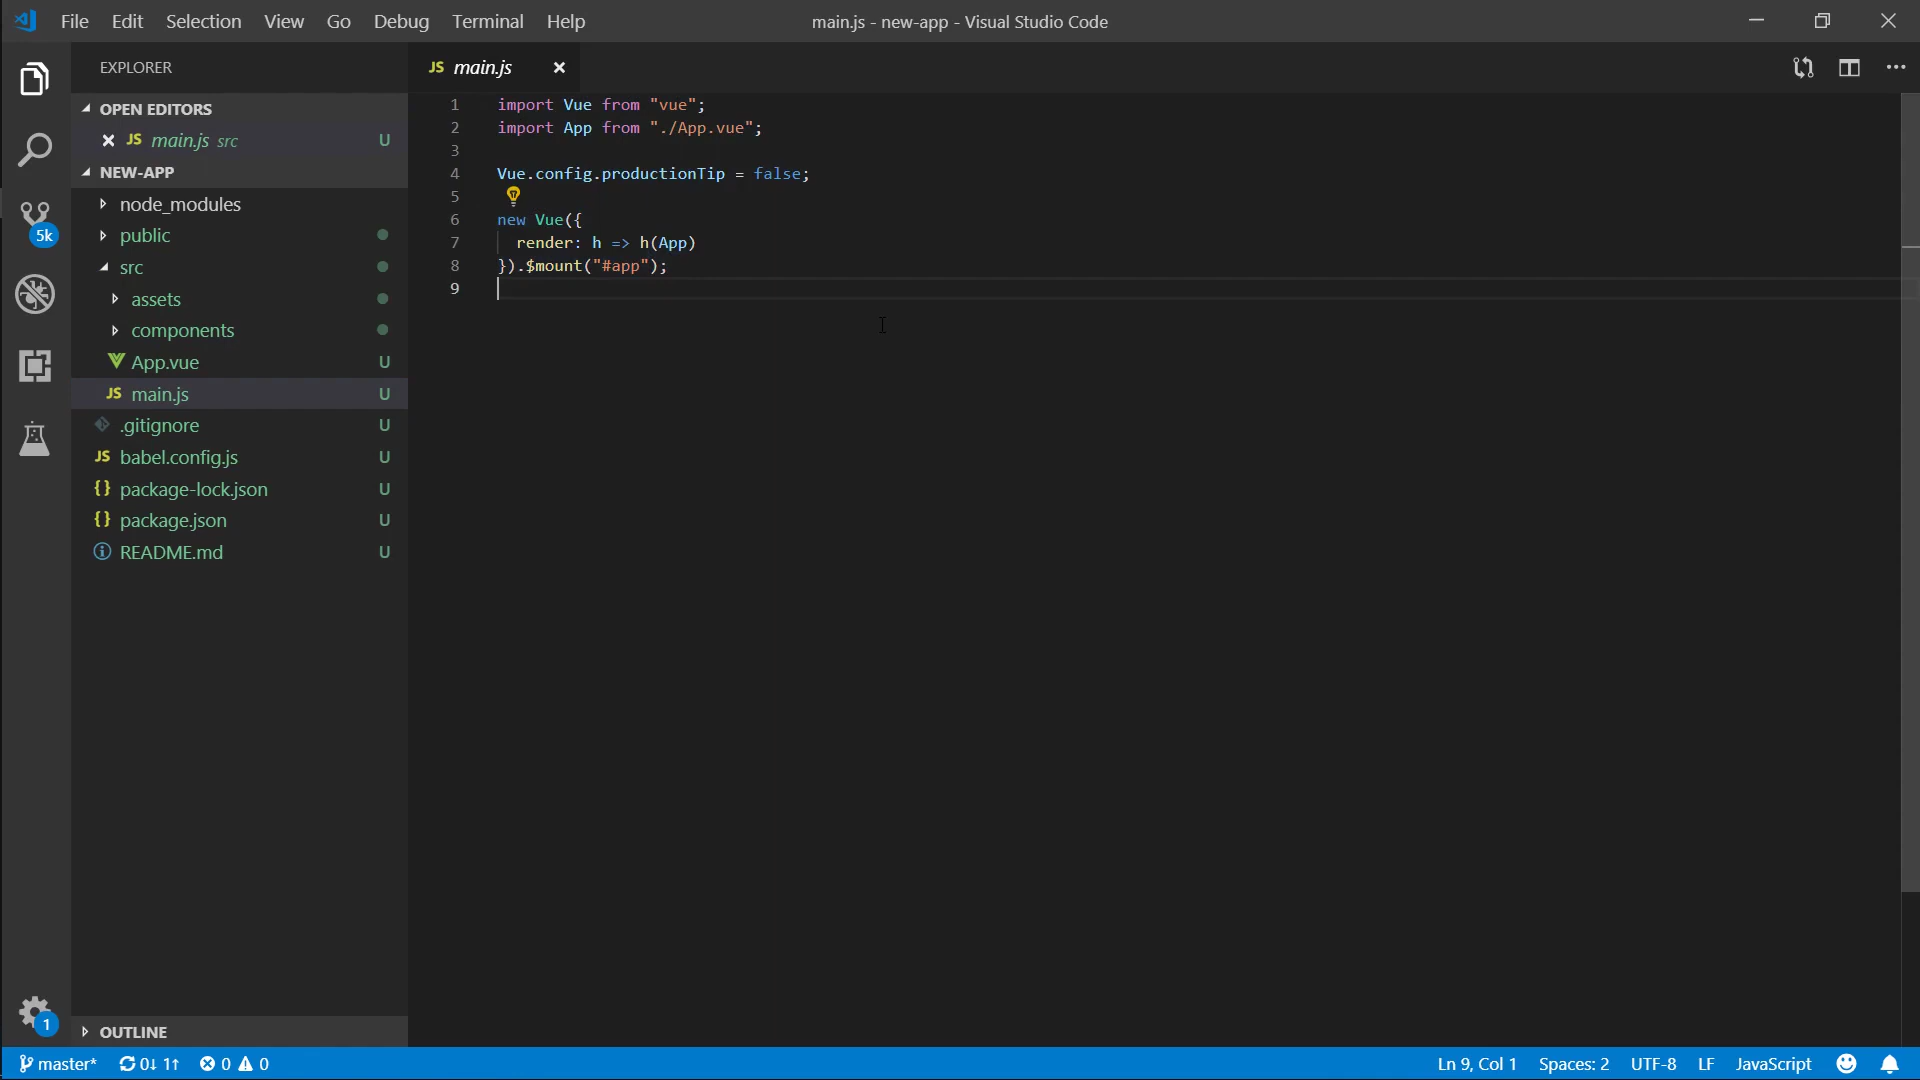 File Edit Selection View Go Debug Terminal Help
main.js - new-app - Visual Studio Code
EXPLORER
OPEN EDITORS
JS main.js src U
NEW-APP
node_modules
public
src
assets
components
App.vue U
JS main.js U
.gitignore U
JS babel.config.js U
{} package-lock.json U
{} package.json U
README.md U
OUTLINE
5k
1
JS main.js
1 import Vue from "vue";
2 import App from "./App.vue";
3
4 Vue.config.productionTip = false;
5
6 new Vue({
7 render: h => h(App)
8 }).$mount("#app");
9
master* 0↓ 1↑ 0 0
Ln 9, Col 1 Spaces: 2 UTF-8 LF JavaScript